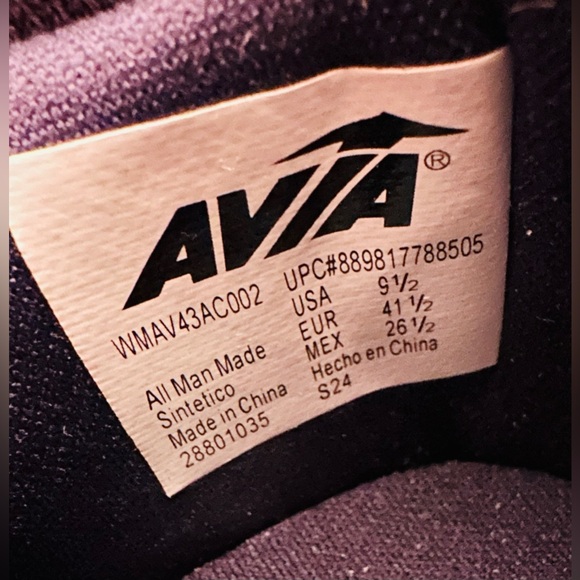 AVIA®
WMAV43AC002 UPC#889817788505
USA 9 1/2
EUR 41 1/2
MEX 26 1/2
All Man Made
Sintetico
Made in China
28801035
Hecho en China
S24